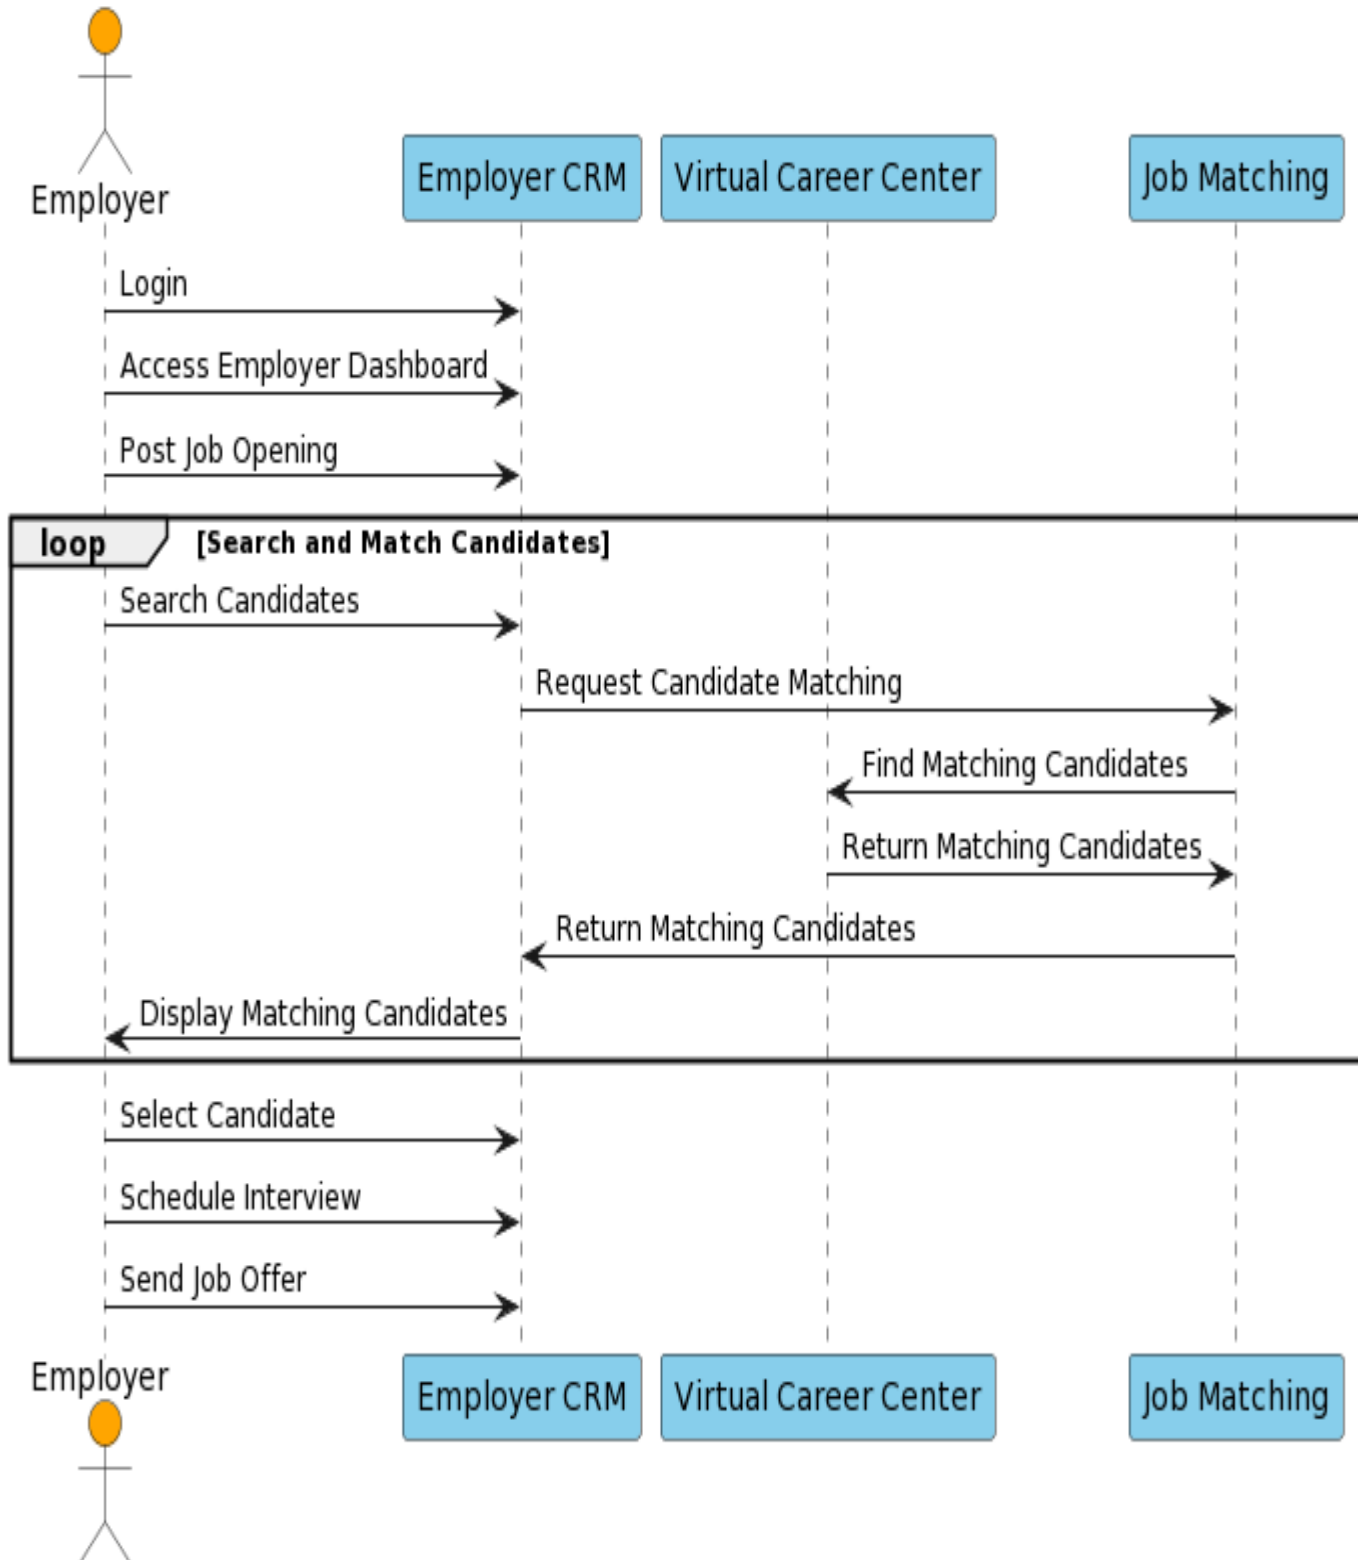 Employer
Employer CRM
Virtual Career Center
Job Matching
Login
Access Employer Dashboard
Post Job Opening
loop
[Search and Match Candidates]
Search Candidates
Request Candidate Matching
Find Matching Candidates
Return Matching Candidates
Return Matching Candidates
Display Matching Candidates
Select Candidate
Schedule Interview
Send Job Offer
Employer
Employer CRM
Virtual Career Center
Job Matching